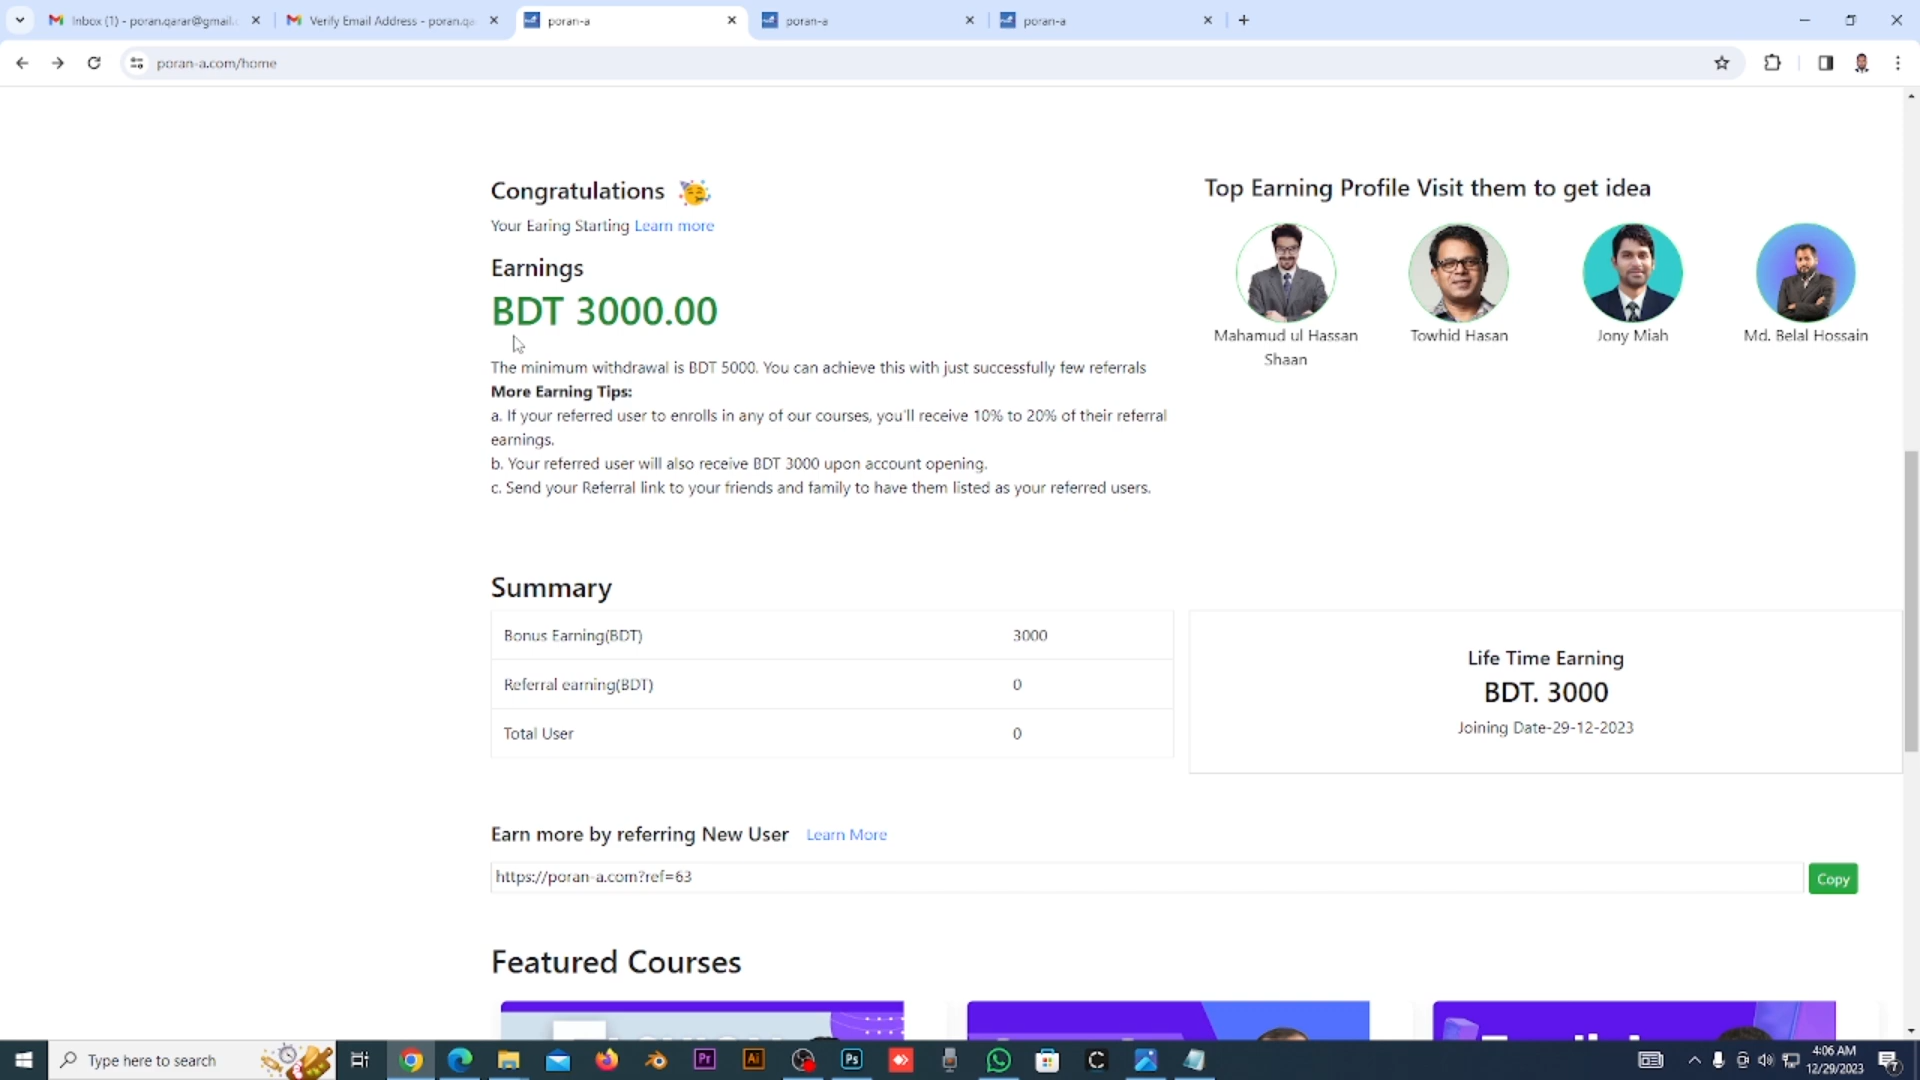 Inbox (1) - poran.qarar@gmail.
Verify Email Address - poran.qa
poran-a
poran-a
poran-a
poran-a.com/home
Congratulations
Your Earing Starting Learn more
Earnings
BDT 3000.00
The minimum withdrawal is BDT 5000. You can achieve this with just successfully few referrals
More Earning Tips:
a. If your referred user to enrolls in any of our courses, you'll receive 10% to 20% of their referral
earnings.
b. Your referred user will also receive BDT 3000 upon account opening.
c. Send your Referral link to your friends and family to have them listed as your referred users.
Top Earning Profile Visit them to get idea
Mahamud ul Hassan
Shaan
Towhid Hasan
Jony Miah
Md. Belal Hossain
Summary
Bonus Earning(BDT) 3000
Referral earning(BDT) 0
Total User 0
Life Time Earning
BDT. 3000
Joining Date-29-12-2023
Earn more by referring New User Learn More
https://poran-a.com?ref=63
Copy
Featured Courses
Type here to search
Pr
Ai
Ps
4:06 AM
12/29/2023
7